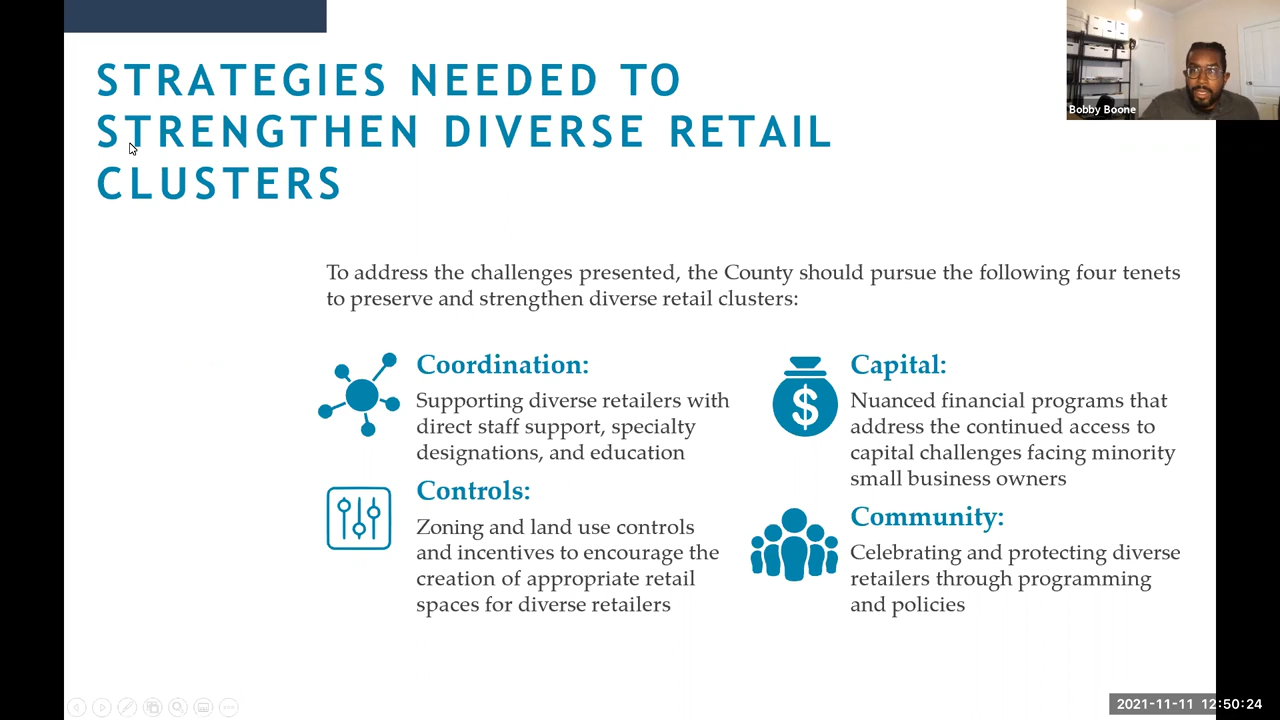 STRATEGIES NEEDED TO
STRENGTHEN DIVERSE RETAIL
CLUSTERS
Bobby Boone
To address the challenges presented, the County should pursue the following four tenets
to preserve and strengthen diverse retail clusters:
Coordination:
Supporting diverse retailers with
direct staff support, specialty
designations, and education
Controls:
Zoning and land use controls
and incentives to encourage the
creation of appropriate retail
spaces for diverse retailers
Capital:
$
Nuanced financial programs that
address the continued access to
capital challenges facing minority
small business owners
Community:
Celebrating and protecting diverse
retailers through programming
and policies
2021-11-11 12:50:24